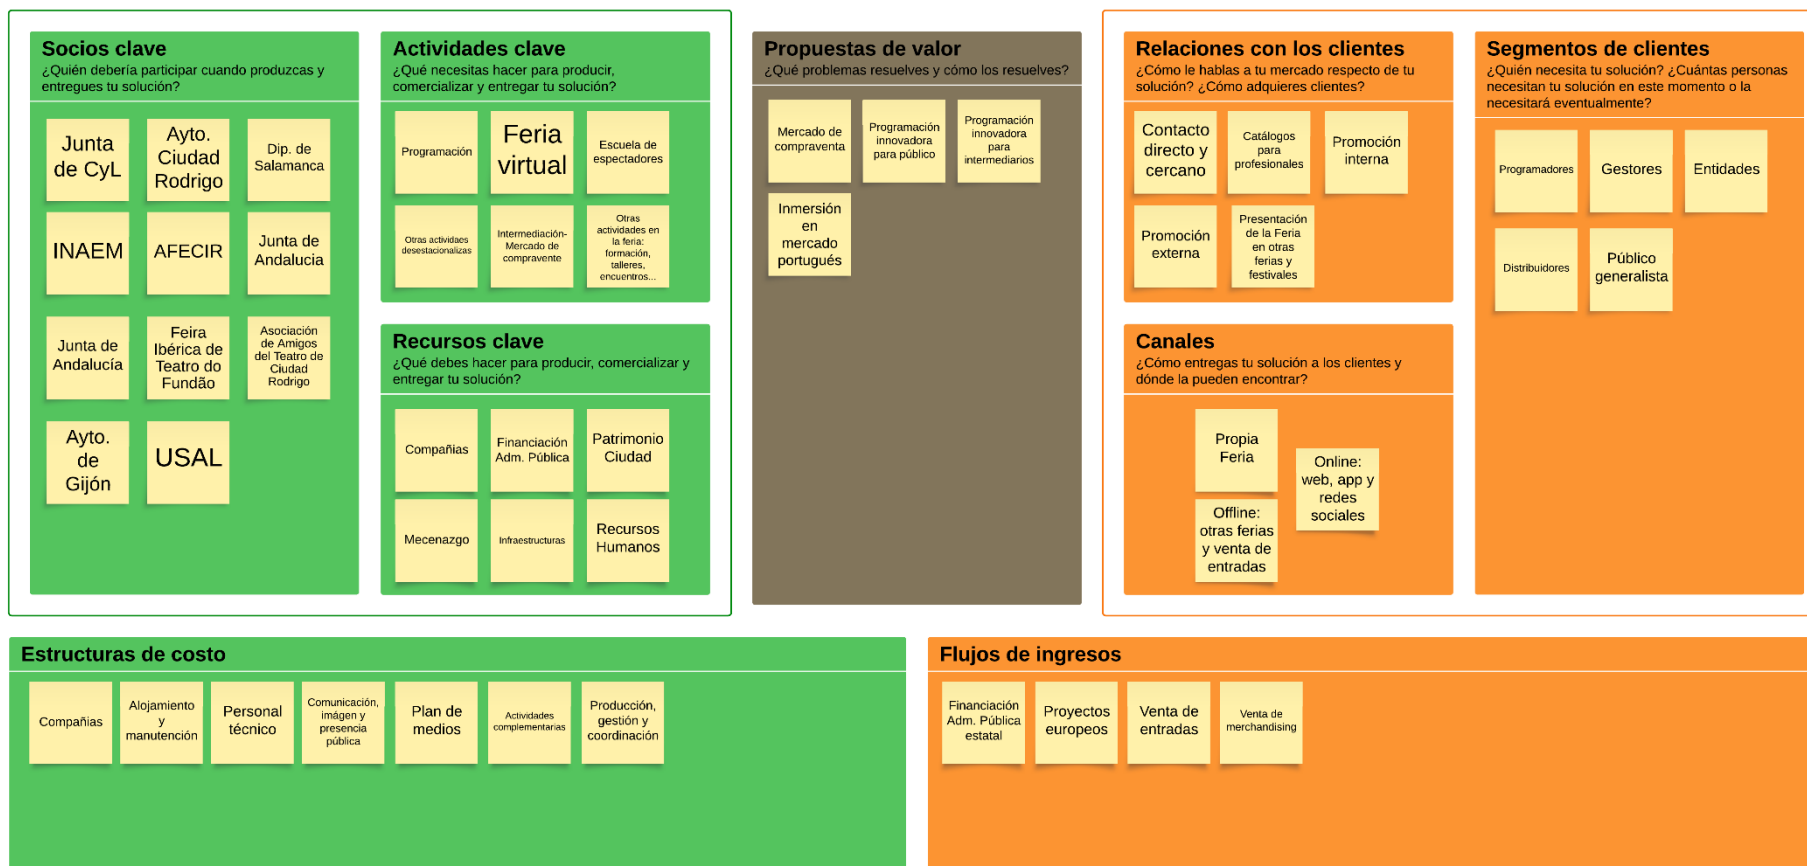 Socios clave
¿Quién debería participar cuando produzcas y
entregues tu solución?
Junta
de CyL
Ayto.
Ciudad
Rodrigo
Dip. de
Salamanca
INAEM
AFECIR
Junta de
Andalucia
Junta de
Andalucía
Feira
Ibérica de
Teatro do
Fundão
Asociación
de Amigos
del Teatro de
Ciudad
Rodrigo
Ayto.
de
Gijón
USAL
Actividades clave
¿Qué necesitas hacer para producir,
comercializar y entregar tu solución?
Programación
Feria
virtual
Escuela de
espectadores
Otras actividaes
desestacionalizas
Intermediación-
Mercado de
compravente
Otras
actividades en
la feria:
formación,
talleres,
encuentros...
Recursos clave
¿Qué debes hacer para producir, comercializar y
entregar tu solución?
Compañias
Financiación
Adm. Pública
Patrimonio
Ciudad
Mecenazgo
Infraestructuras
Recursos
Humanos
Propuestas de valor
¿Qué problemas resuelves y cómo los resuelves?
Mercado de
compraventa
Programación
innovadora
para público
Programación
innovadora
para
intermediarios
Inmersión
en
mercado
portugués
Relaciones con los clientes
¿Cómo le hablas a tu mercado respecto de tu
solución? ¿Cómo adquieres clientes?
Contacto
directo y
cercano
Catálogos
para
profesionales
Promoción
interna
Promoción
externa
Presentación
de la Feria
en otras
ferias y
festivales
Canales
¿Cómo entregas tu solución a los clientes y
dónde la pueden encontrar?
Propia
Feria
Online:
web, app y
redes
sociales
Offline:
otras ferias
y venta de
entradas
Segmentos de clientes
¿Quién necesita tu solución? ¿Cuántas personas
necesitan tu solución en este momento o la
necesitará eventualmente?
Programadores
Gestores
Entidades
Distribuidores
Público
generalista
Estructuras de costo
Compañias
Alojamiento
y
manutención
Personal
técnico
Comunicación,
imágen y
presencia
pública
Plan de
medios
Actividades
complementarias
Producción,
gestión y
coordinación
Flujos de ingresos
Financiación
Adm. Pública
estatal
Proyectos
europeos
Venta de
entradas
Venta de
merchandising